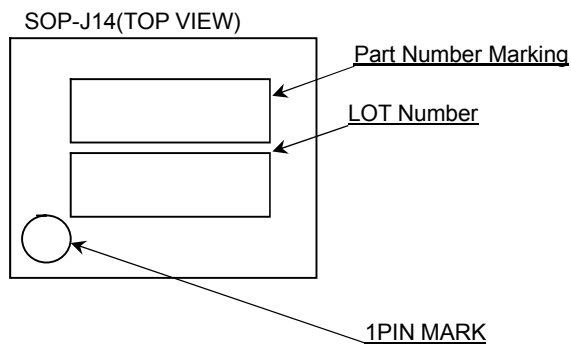 SOP-J14(TOP VIEW)
Part Number Marking
LOT Number
1PIN MARK